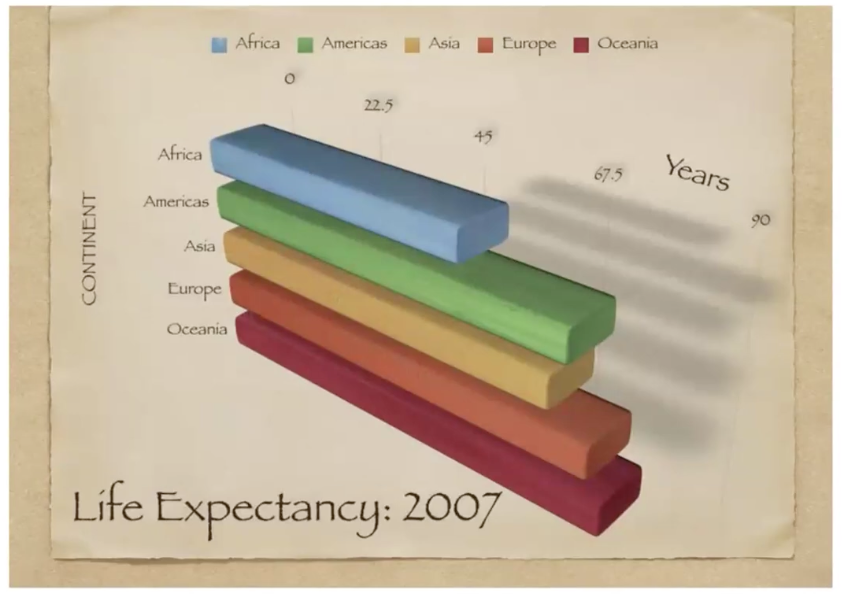 Africa Americas Asia Europe Oceania
0
22.5
45
67.5
90
Years
CONTINENT
Africa
Americas
Asia
Europe
Oceania
Life Expectancy: 2007